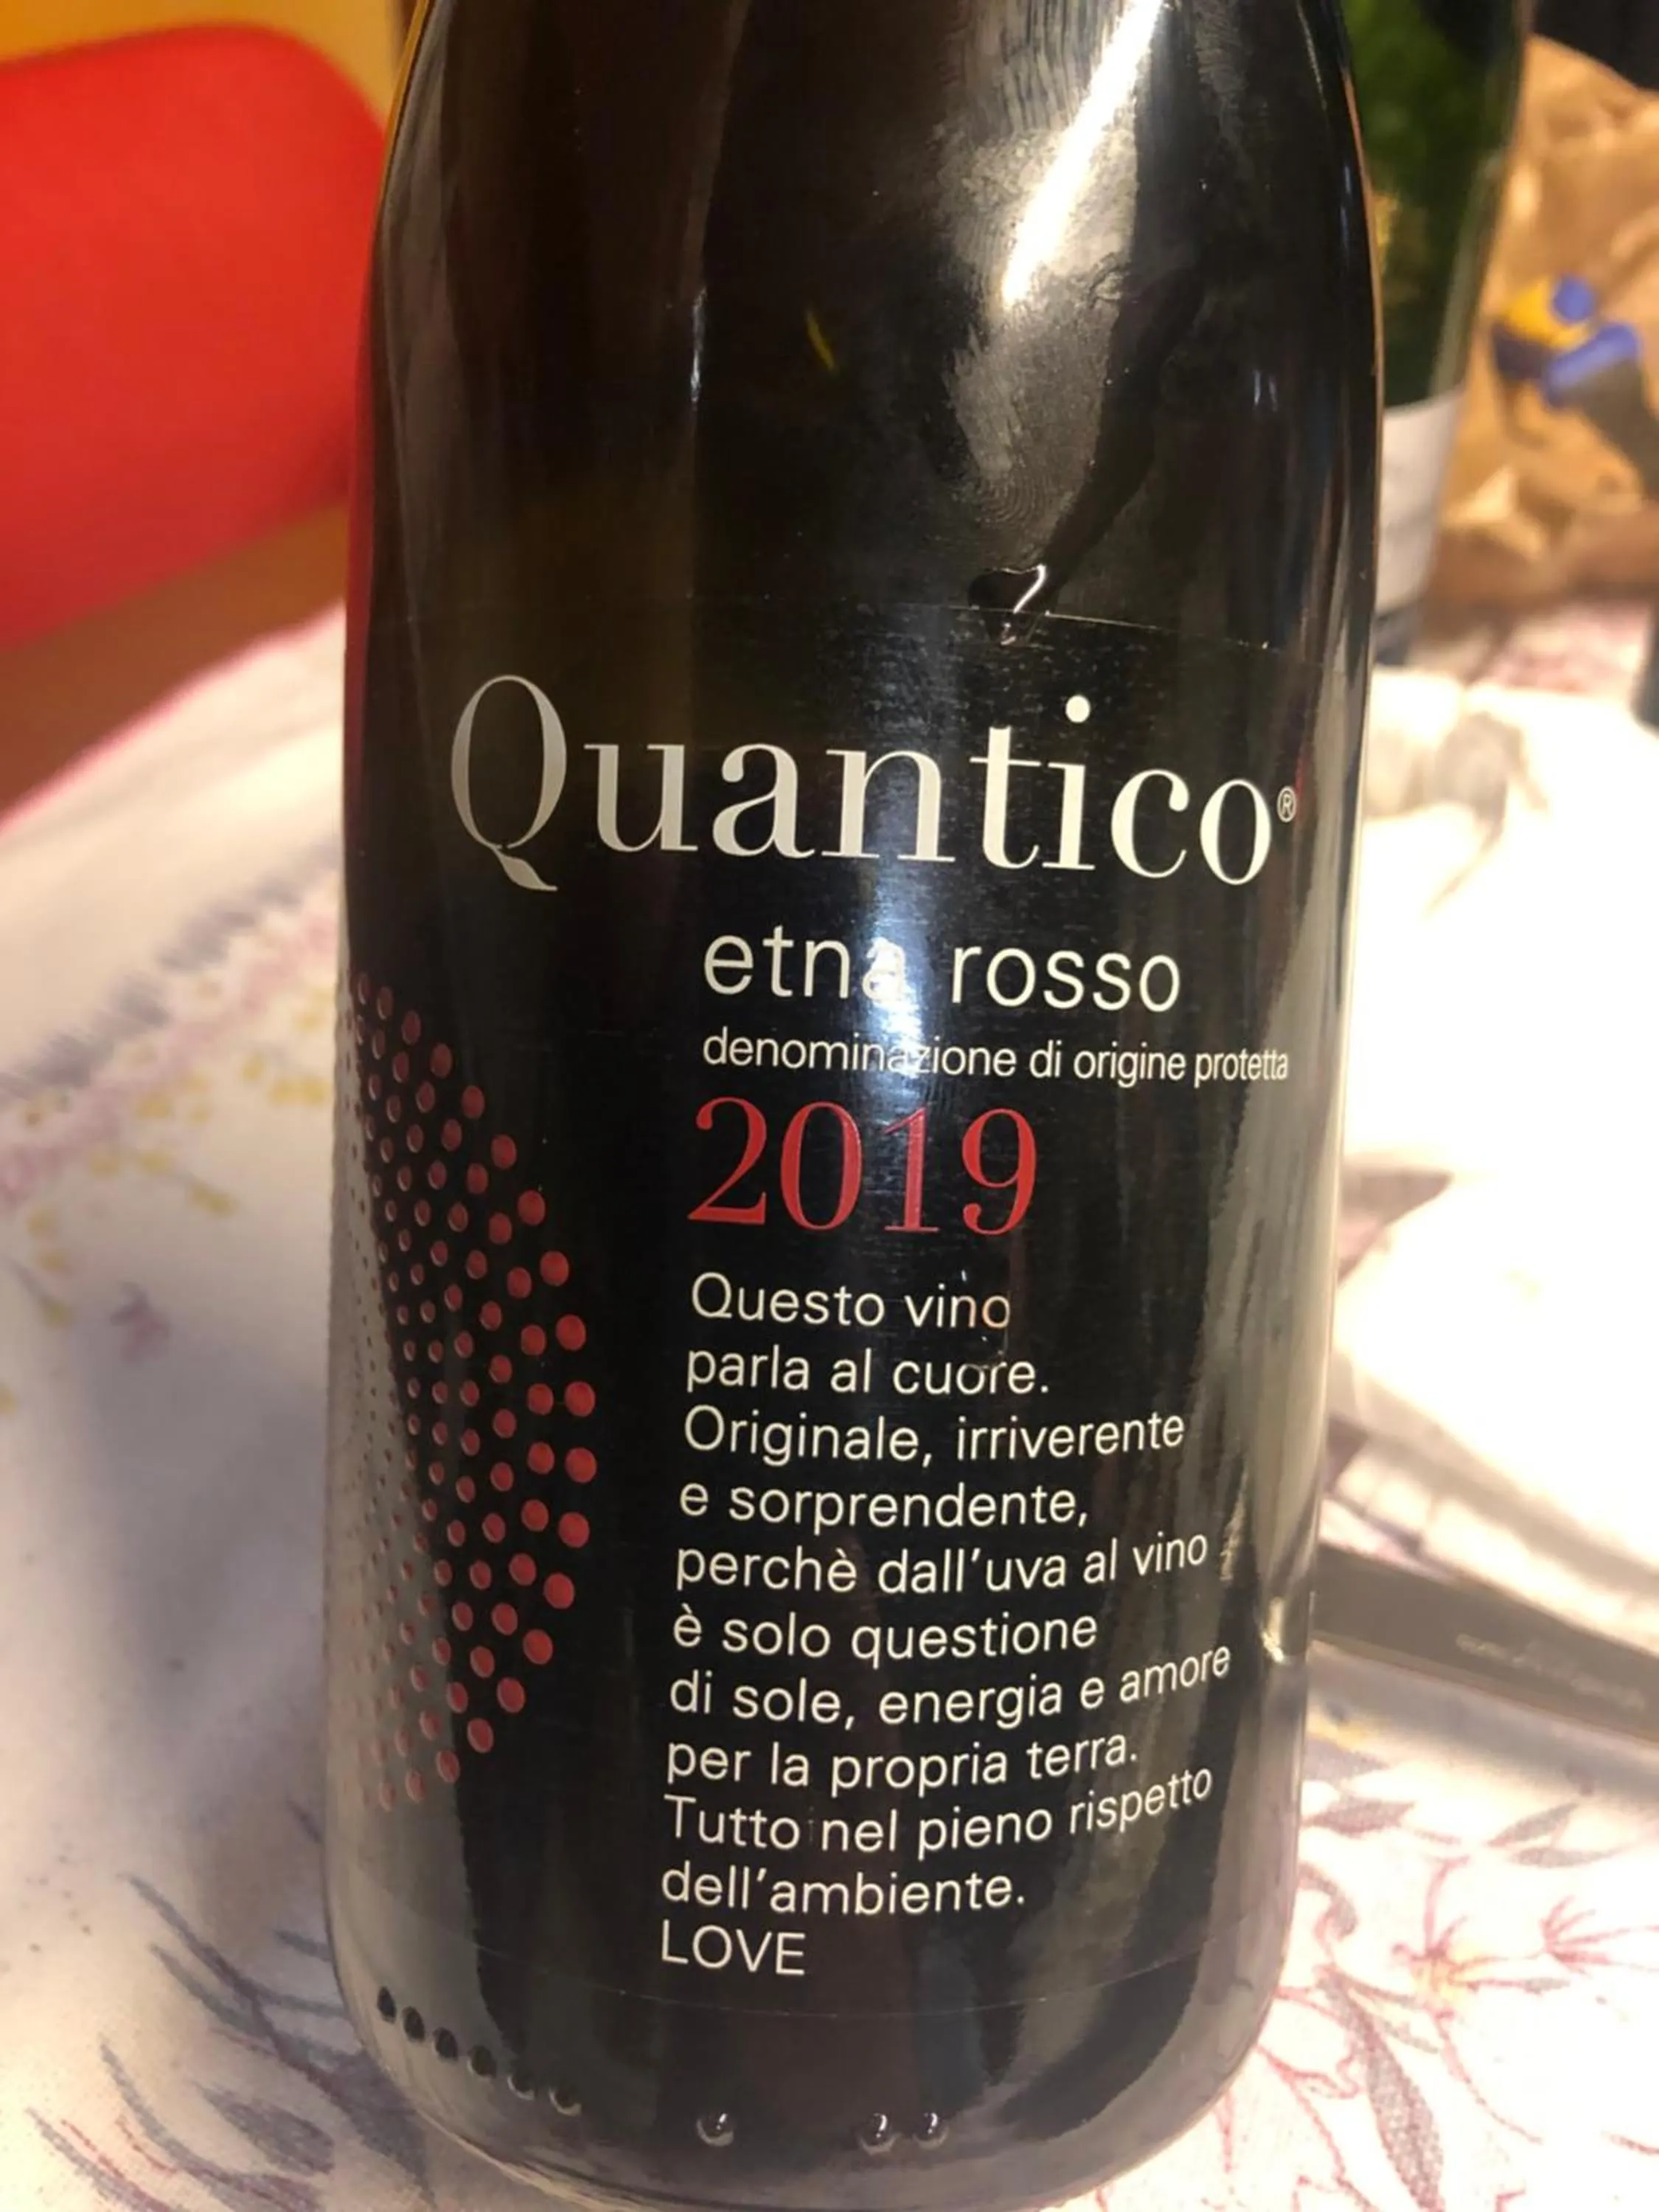 Quantico®
etna rosso
denominazione di origine protetta
2019
Questo vino
parla al cuore.
Originale, irriverente
e sorprendente,
perchè dall'uva al vino
è solo questione
di sole, energia e amore
per la propria terra.
Tutto nel pieno rispetto
dell'ambiente.
LOVE